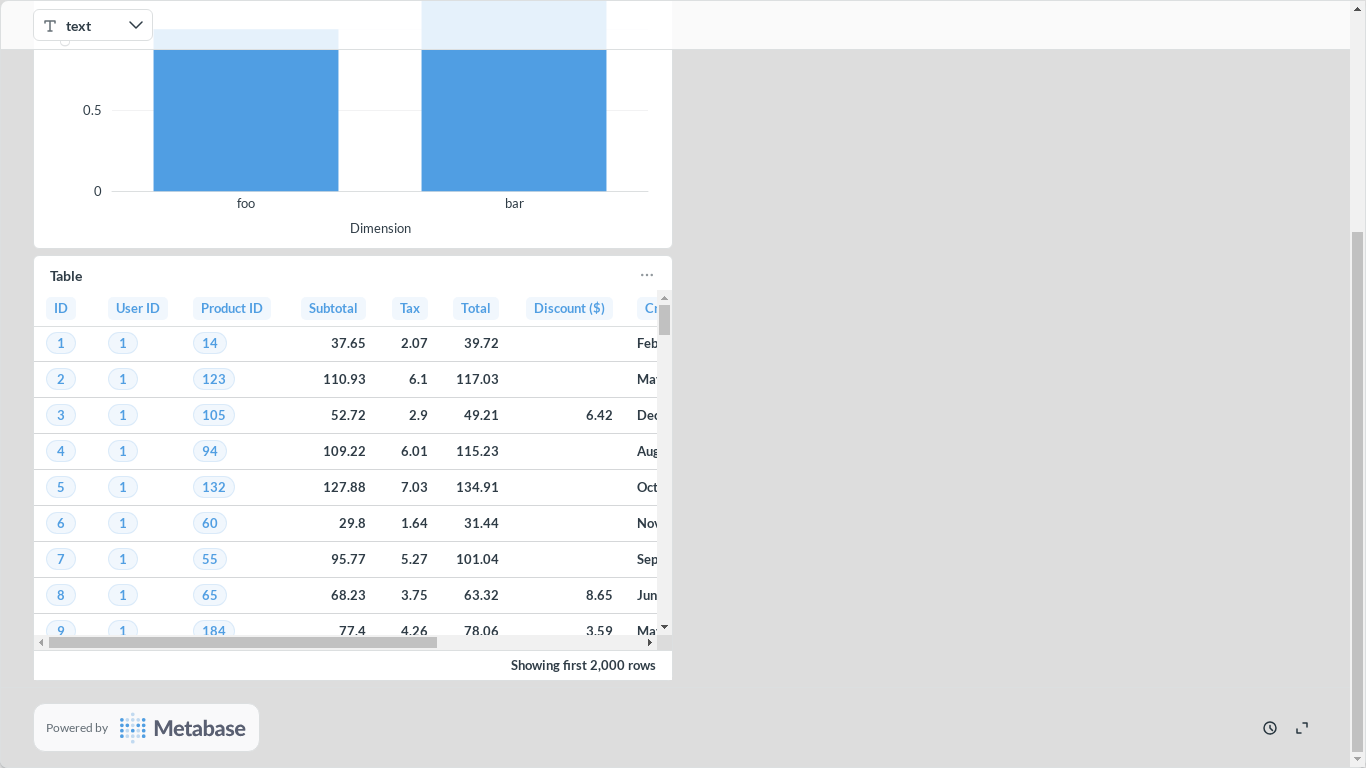 text
0.5
0
foo bar
Dimension
Table
ID User ID Product ID Subtotal Tax Total Discount ($) Cr
1 1 14 37.65 2.07 39.72 Feb
2 1 123 110.93 6.1 117.03 Ma
3 1 105 52.72 2.9 49.21 6.42 Dec
4 1 94 109.22 6.01 115.23 Aug
5 1 132 127.88 7.03 134.91 Oct
6 1 60 29.8 1.64 31.44 Nov
7 1 55 95.77 5.27 101.04 Sep
8 1 65 68.23 3.75 63.32 8.65 Jun
9 1 184 77.4 4.26 78.06 3.59 Ma
Showing first 2,000 rows
Powered by Metabase